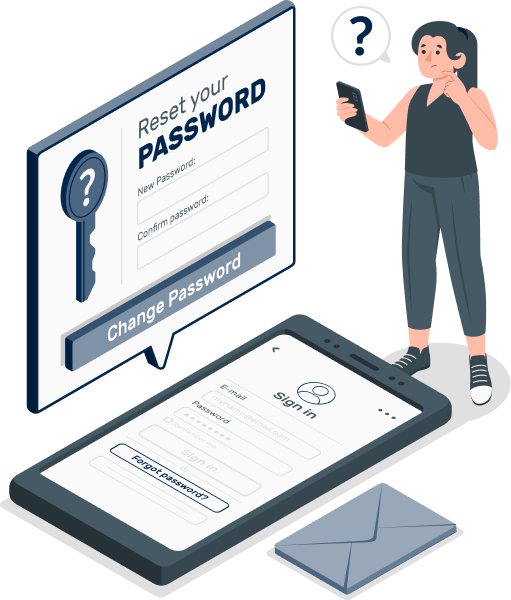 ?
Reset your
PASSWORD
?
New Password:
Confirm password:
Change Password
Sign in
E-mail
Password
********
Sign in
Forgot password?